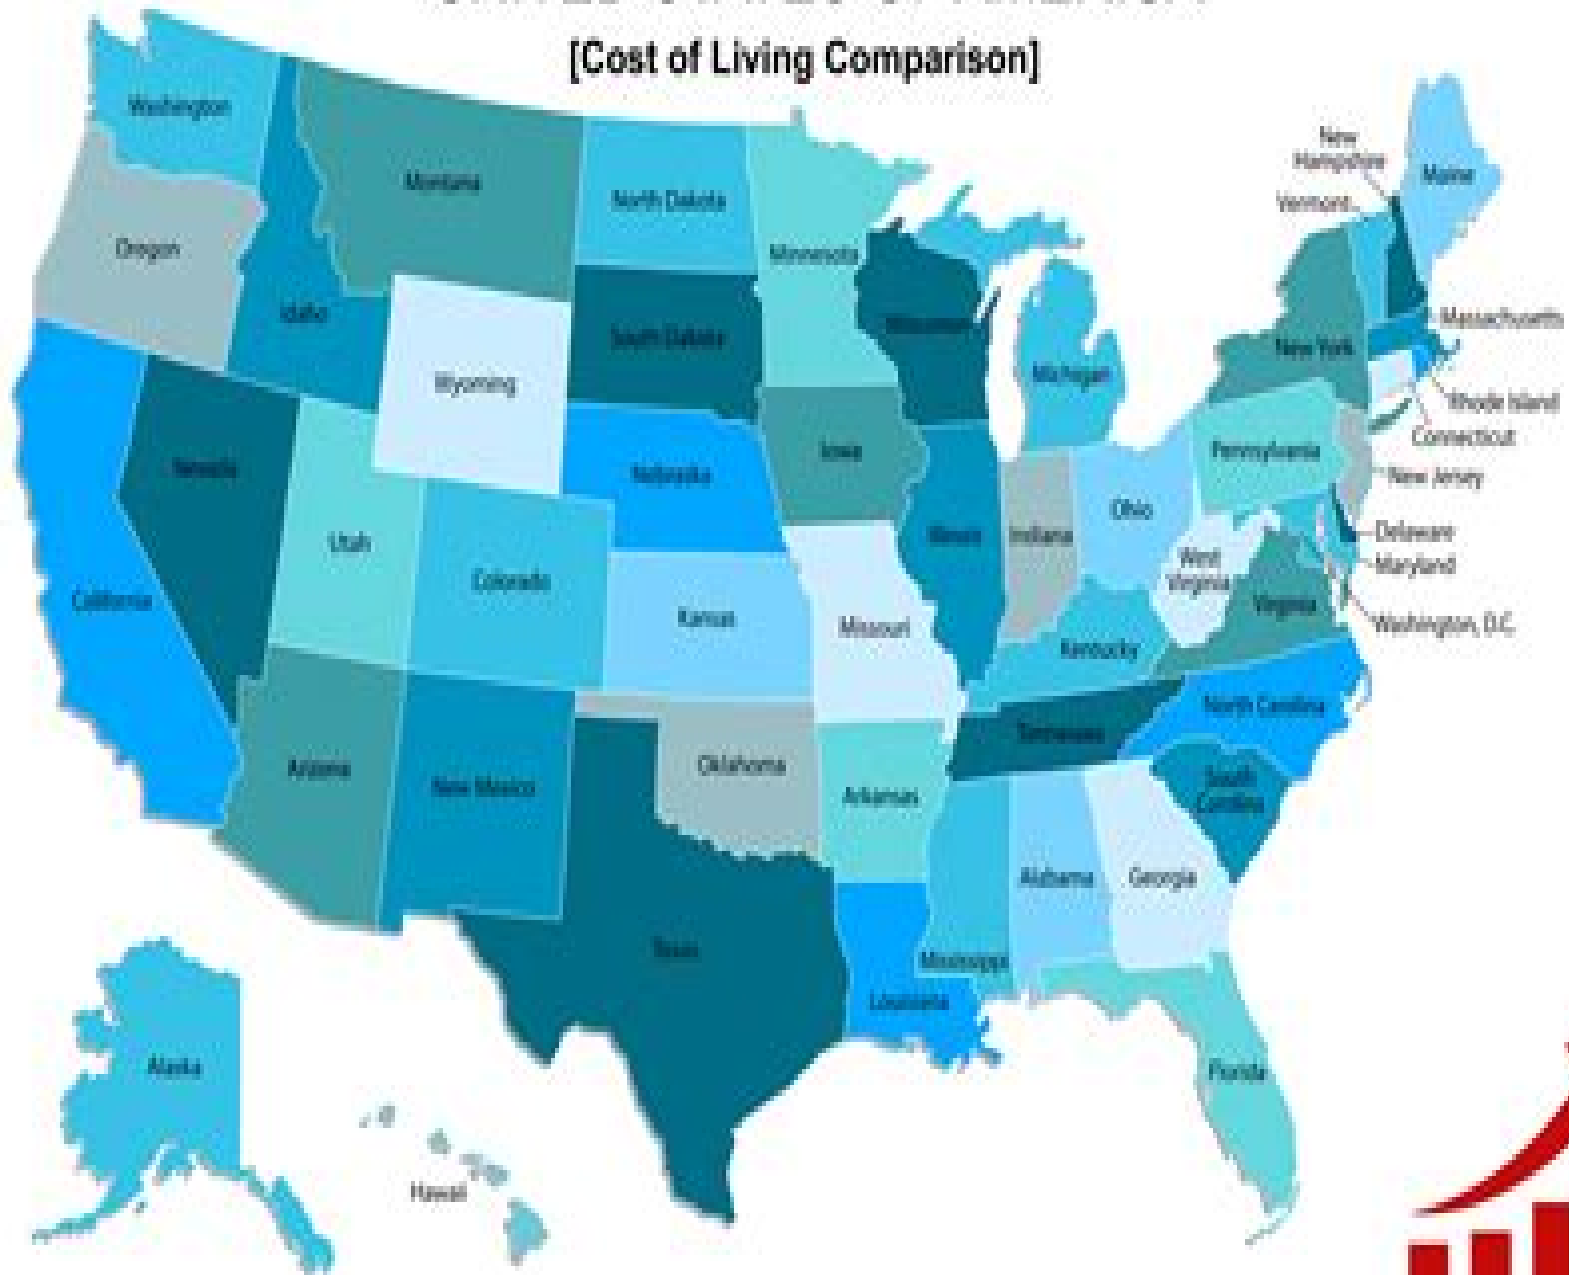 [Cost of Living Comparison]
Washington
Montana
North Dakota
Minnesota
New
Hampshire
Maine
Vermont
Oregon
Idaho
Wyoming
South Dakota
Wisconsin
Michigan
New York
Massachusetts
Rhode Island
Connecticut
New Jersey
Pennsylvania
Delaware
Maryland
Washington, D.C.
Nevada
Utah
Colorado
Nebraska
Iowa
Illinois
Indiana
Ohio
West
Virginia
Virginia
California
Kansas
Missouri
Kentucky
North Carolina
Tennessee
South
Carolina
Arizona
New Mexico
Oklahoma
Arkansas
Alabama
Georgia
Texas
Mississippi
Louisiana
Florida
Alaska
Hawaii